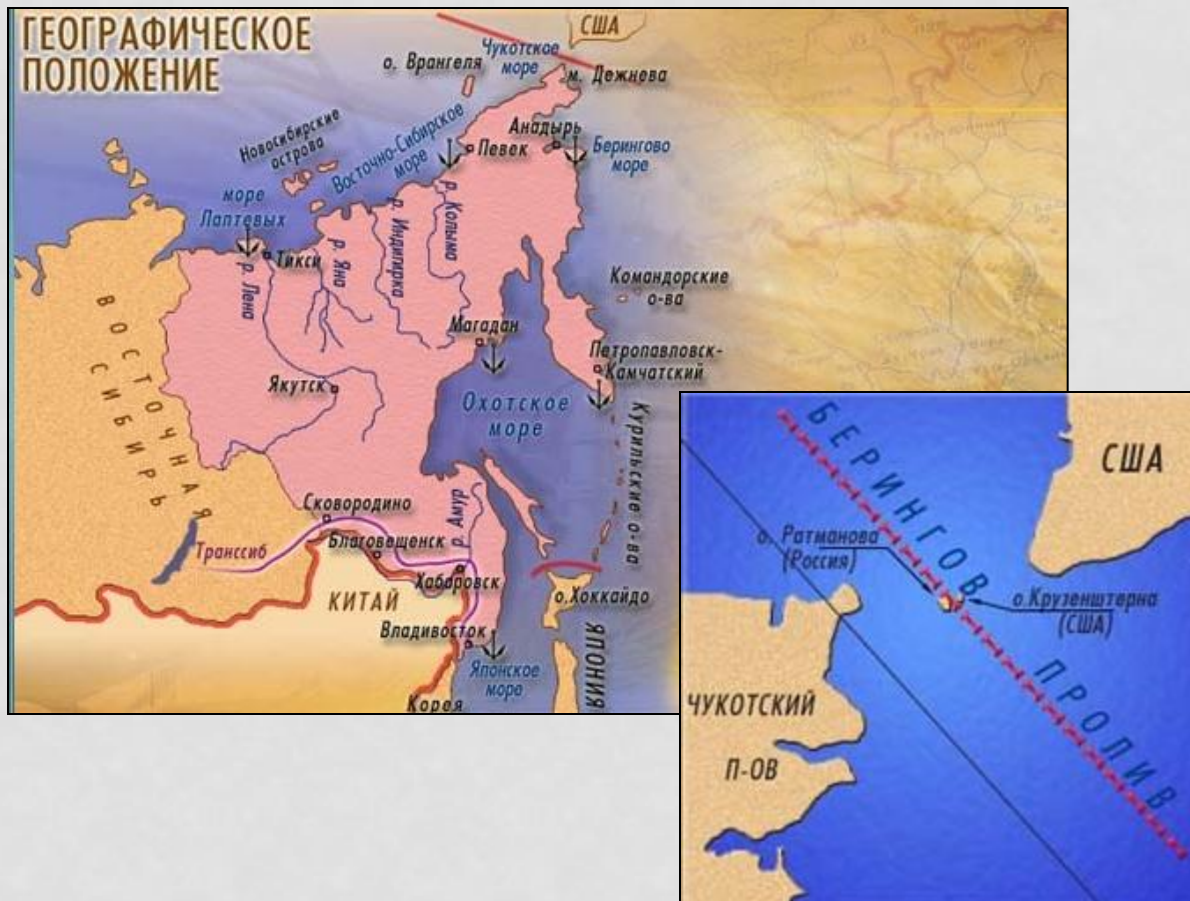 ГЕОГРАФИЧЕСКОЕ
ПОЛОЖЕНИЕ
США
Чукотское
море
о. Врангеля
м. Дежнева
Новосибирские
острова
Восточно-Сибирское
море
Анадырь
Певек
Берингово
море
море
Лаптевых
Тикси
р. Лена
р. Яна
р. Индигирка
р. Колыма
Командорские
о-ва
Магадан
Петропавловск-
Камчатский
Якутск
Охотское
море
Курильские о-ва
ВОСТОЧНАЯ
СИБИРЬ
Сковородино
р. Амур
Транссиб
Благовещенск
Хабаровск
КИТАЙ
о.Хоккайдо
Владивосток
Японское
море
ЯПОНИЯ
Корея
БЕРИНГОВ
ПРОЛИВ
США
о. Ратманова
(Россия)
о.Крузенштерна
(США)
ЧУКОТСКИЙ
П-ОВ